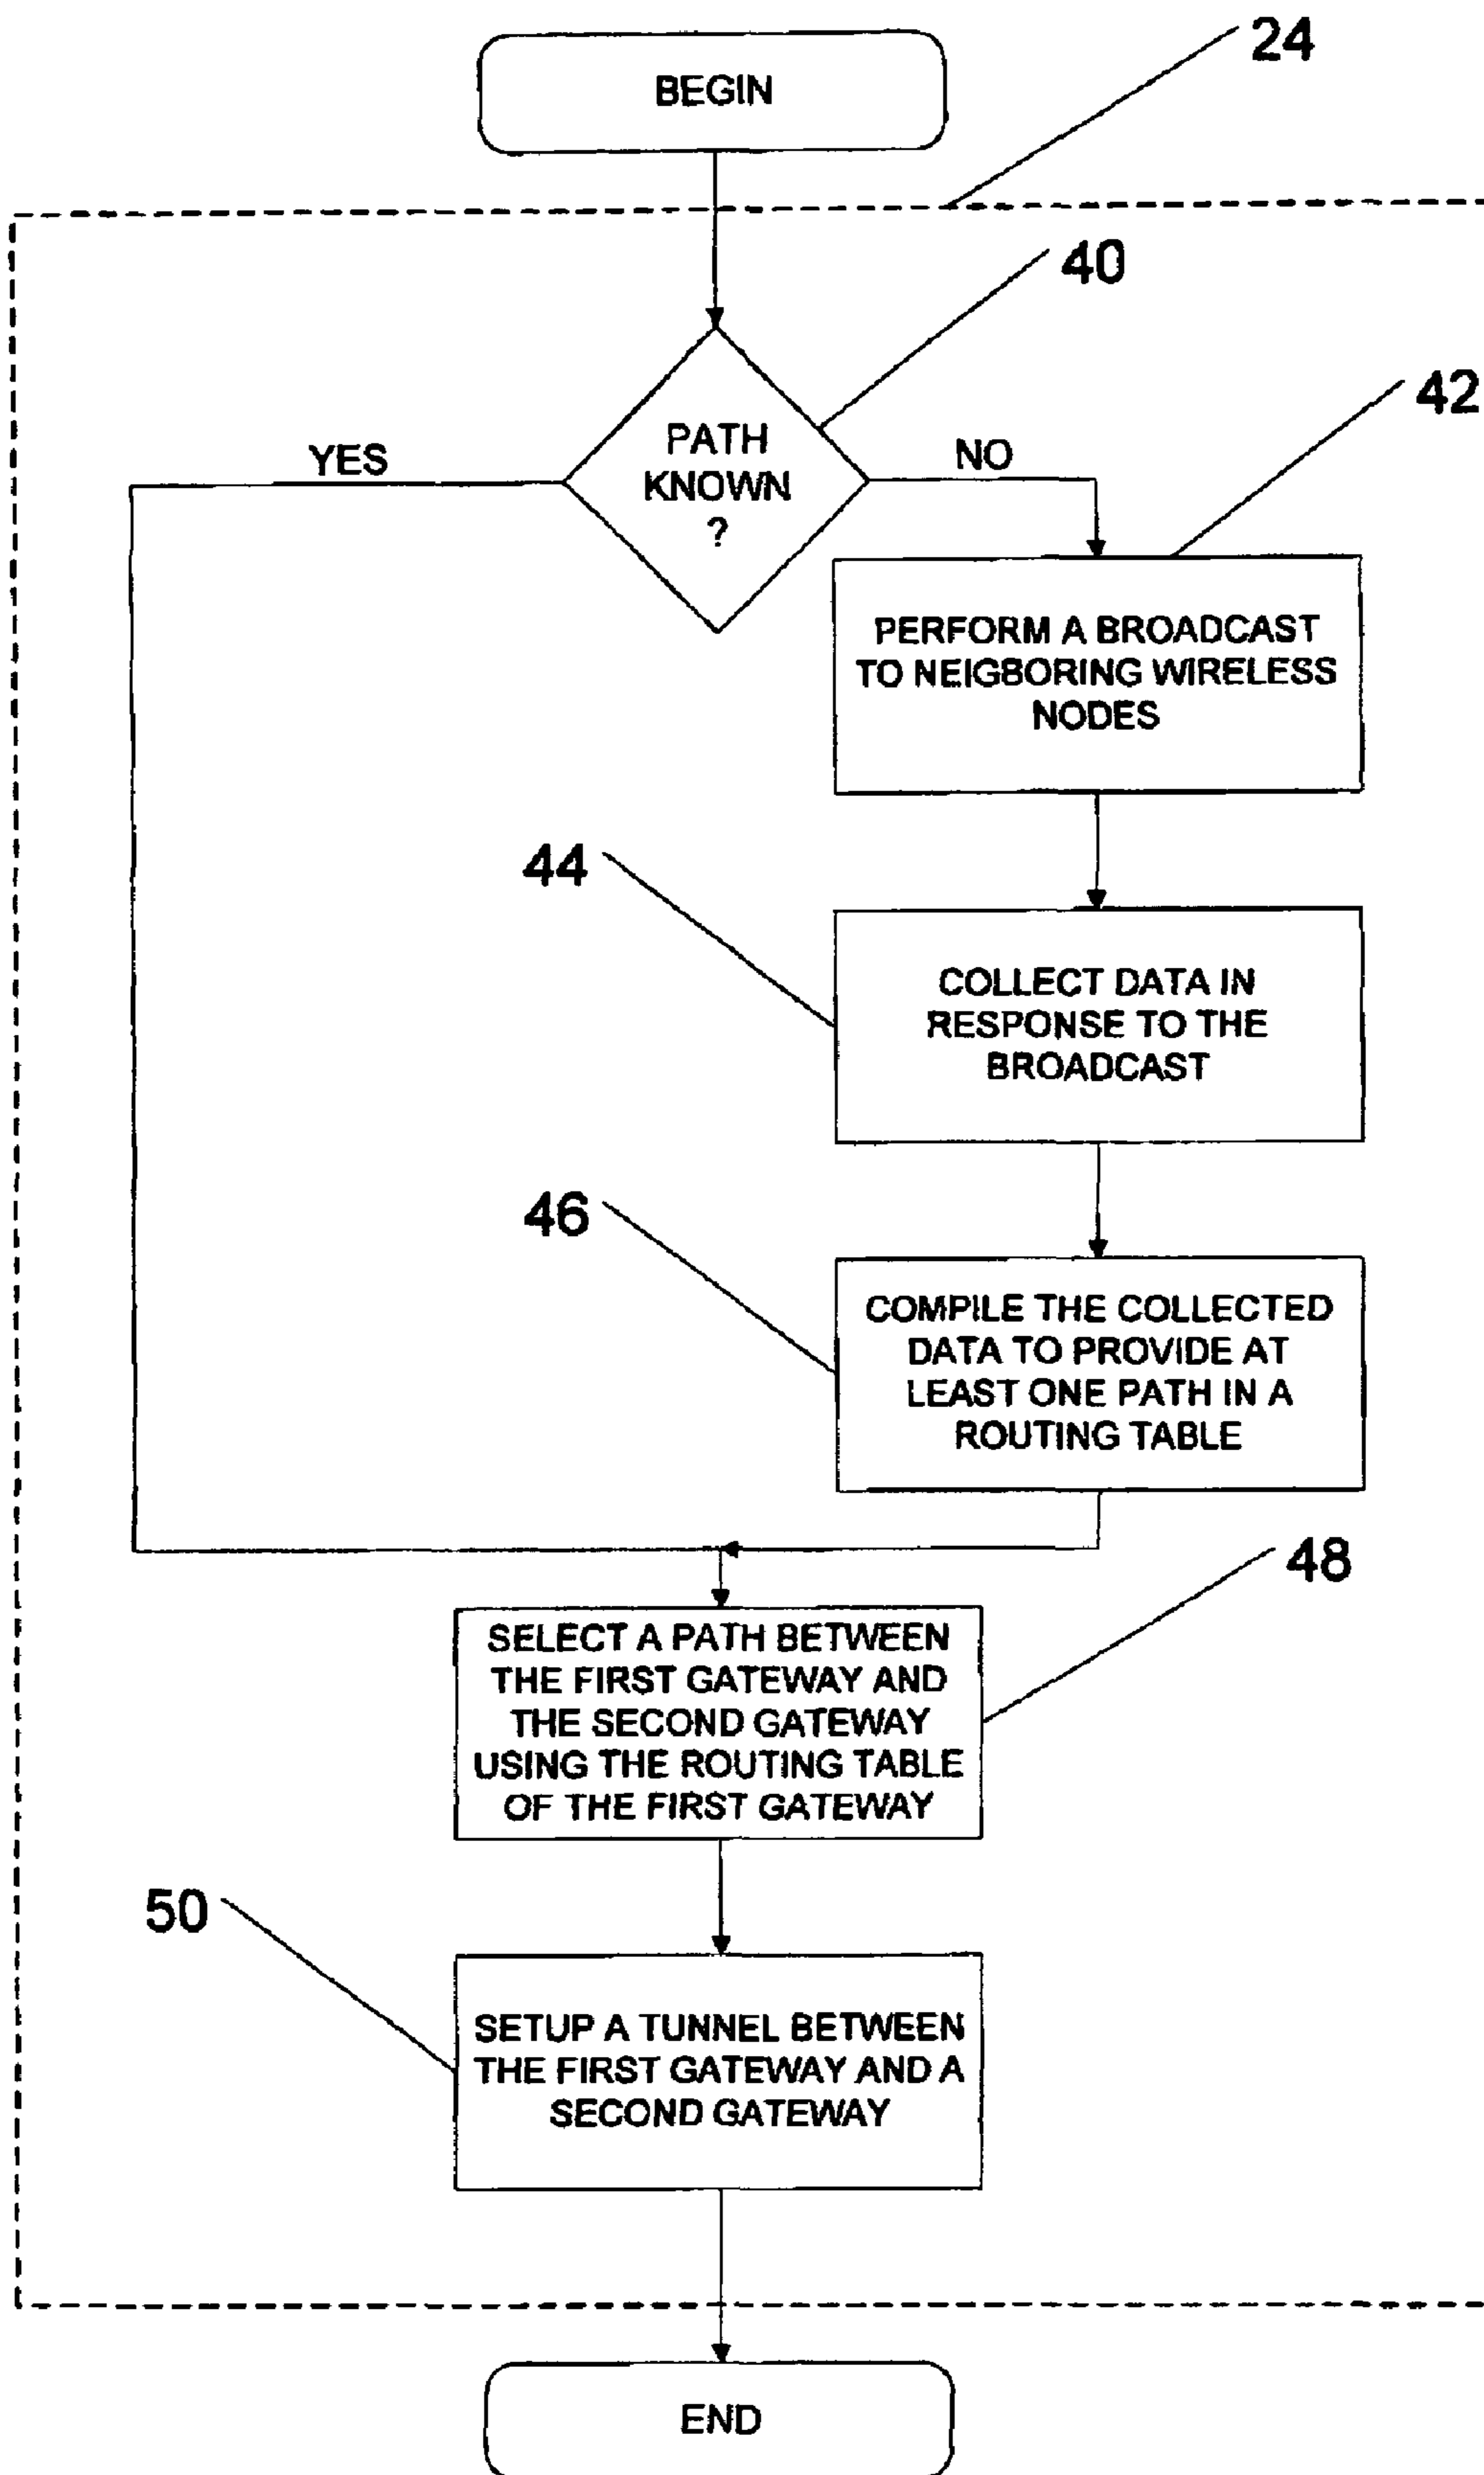 24
BEGIN
40
42
PATH
KNOWN
?
YES
NO
PERFORM A BROADCAST
TO NEIGBORING WIRELESS
NODES
44
COLLECT DATA IN
RESPONSE TO THE
BROADCAST
46
COMPILE THE COLLECTED
DATA TO PROVIDE AT
LEAST ONE PATH IN A
ROUTING TABLE
48
SELECT A PATH BETWEEN
THE FIRST GATEWAY AND
THE SECOND GATEWAY
USING THE ROUTING TABLE
OF THE FIRST GATEWAY
50
SETUP A TUNNEL BETWEEN
THE FIRST GATEWAY AND A
SECOND GATEWAY
END